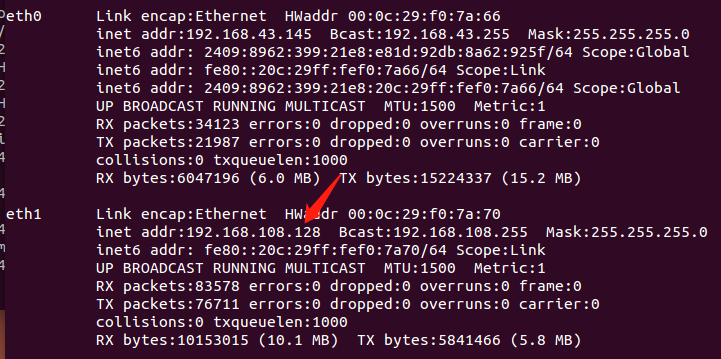 eth0      Link encap:Ethernet  HWaddr 00:0c:29:f0:7a:66
          inet addr:192.168.43.145  Bcast:192.168.43.255  Mask:255.255.255.0
          inet6 addr: 2409:8962:399:21e8:e81d:92db:8a62:925f/64 Scope:Global
          inet6 addr: fe80::20c:29ff:fef0:7a66/64 Scope:Link
          inet6 addr: 2409:8962:399:21e8:20c:29ff:fef0:7a66/64 Scope:Global
          UP BROADCAST RUNNING MULTICAST  MTU:1500  Metric:1
          RX packets:34123 errors:0 dropped:0 overruns:0 frame:0
          TX packets:21987 errors:0 dropped:0 overruns:0 carrier:0
          collisions:0 txqueuelen:1000
          RX bytes:6047196 (6.0 MB)  TX bytes:15224337 (15.2 MB)
eth1      Link encap:Ethernet  HWaddr 00:0c:29:f0:7a:70
          inet addr:192.168.108.128  Bcast:192.168.108.255  Mask:255.255.255.0
          inet6 addr: fe80::20c:29ff:fef0:7a70/64 Scope:Link
          UP BROADCAST RUNNING MULTICAST  MTU:1500  Metric:1
          RX packets:83578 errors:0 dropped:0 overruns:0 frame:0
          TX packets:76711 errors:0 dropped:0 overruns:0 carrier:0
          collisions:0 txqueuelen:1000
          RX bytes:10153015 (10.1 MB)  TX bytes:5841466 (5.8 MB)